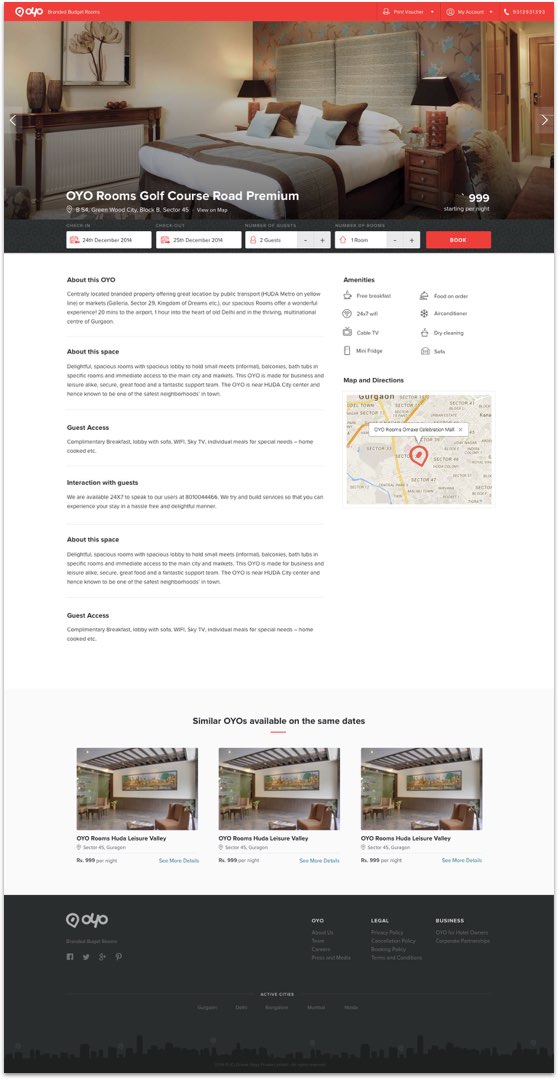 OYO Branded Budget Rooms
Print Voucher
My Account
9313931393
OYO Rooms Golf Course Road Premium
B 54, Green Wood City, Block B, Sector 45 · View on Map
999
starting per night
CHECK-IN
CHECK-OUT
NUMBER OF GUESTS
NUMBER OF ROOMS
24th December 2014
25th December 2014
2 Guests - +
1 Room - +
BOOK
About this OYO
Centrally located branded property offering great location by public transport (HUDA Metro on yellow
line) or markets (Galleria, Sector 29, Kingdom of Dreams etc.), our spacious Rooms offer a wonderful
experience! 20 mins to the airport, 1 hour into the heart of old Delhi and in the thriving, multinational
centre of Gurgaon.
About this space
Delightful, spacious rooms with spacious lobby to hold small meets (informal), balconies, bath tubs in
specific rooms and immediate access to the main city and markets. This OYO is made for business and
leisure alike, secure, great food and a fantastic support team. The OYO is near HUDA City center and
hence known to be one of the safest neighborhoods' in town.
Guest Access
Complimentary Breakfast, lobby with sofa, WIFI, Sky TV, individual meals for special needs – home
cooked etc.
Interaction with guests
We are available 24X7 to speak to our users at 8010044466. We try and build services so that you can
experience your stay in a hassle free and delightful manner.
About this space
Delightful, spacious rooms with spacious lobby to hold small meets (informal), balconies, bath tubs in
specific rooms and immediate access to the main city and markets. This OYO is made for business and
leisure alike, secure, great food and a fantastic support team. The OYO is near HUDA City center and
hence known to be one of the safest neighborhoods' in town.
Guest Access
Complimentary Breakfast, lobby with sofa, WIFI, Sky TV, individual meals for special needs – home
cooked etc.
Amenities
Free breakfast
Food on order
24x7 wifi
Airconditioner
Cable TV
Dry cleaning
Mini Fridge
Sofa
Map and Directions
Gurgaon
SECTOR 41
SECTOR 33
SECTOR 46
SECTOR 47
SECTOR 51
OYO Rooms Omaxe Celebration Mall ×
Similar OYOs available on the same dates
OYO Rooms Huda Leisure Valley
Sector 45, Guragon
Rs. 999 per night
See More Details
OYO Rooms Huda Leisure Valley
Sector 45, Guragon
Rs. 999 per night
See More Details
OYO Rooms Huda Leisure Valley
Sector 45, Guragon
Rs. 999 per night
See More Details
OYO
Branded Budget Rooms
OYO
About Us
Team
Careers
Press and Media
LEGAL
Privacy Policy
Cancellation Policy
Booking Policy
Terms and Conditions
BUSINESS
OYO for Hotel Owners
Corporate Partnerships
ACTIVE CITIES
Gurgaon
Delhi
Bangalore
Mumbai
Noida